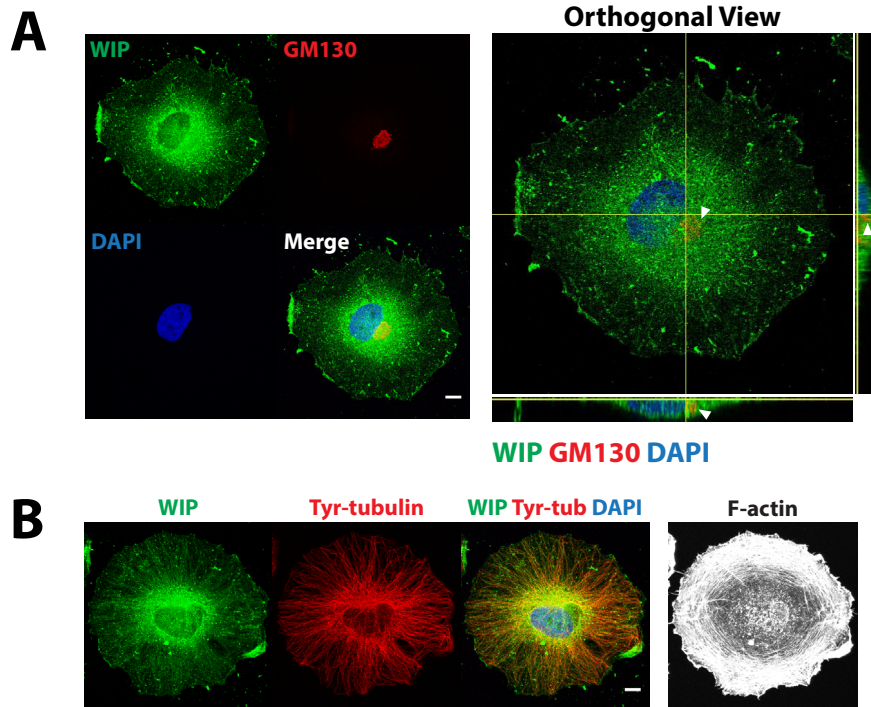 A
WIP
GM130
DAPI
Merge
Orthogonal View
WIP GM130 DAPI
B
WIP
Tyr-tubulin
WIP Tyr-tub DAPI
F-actin